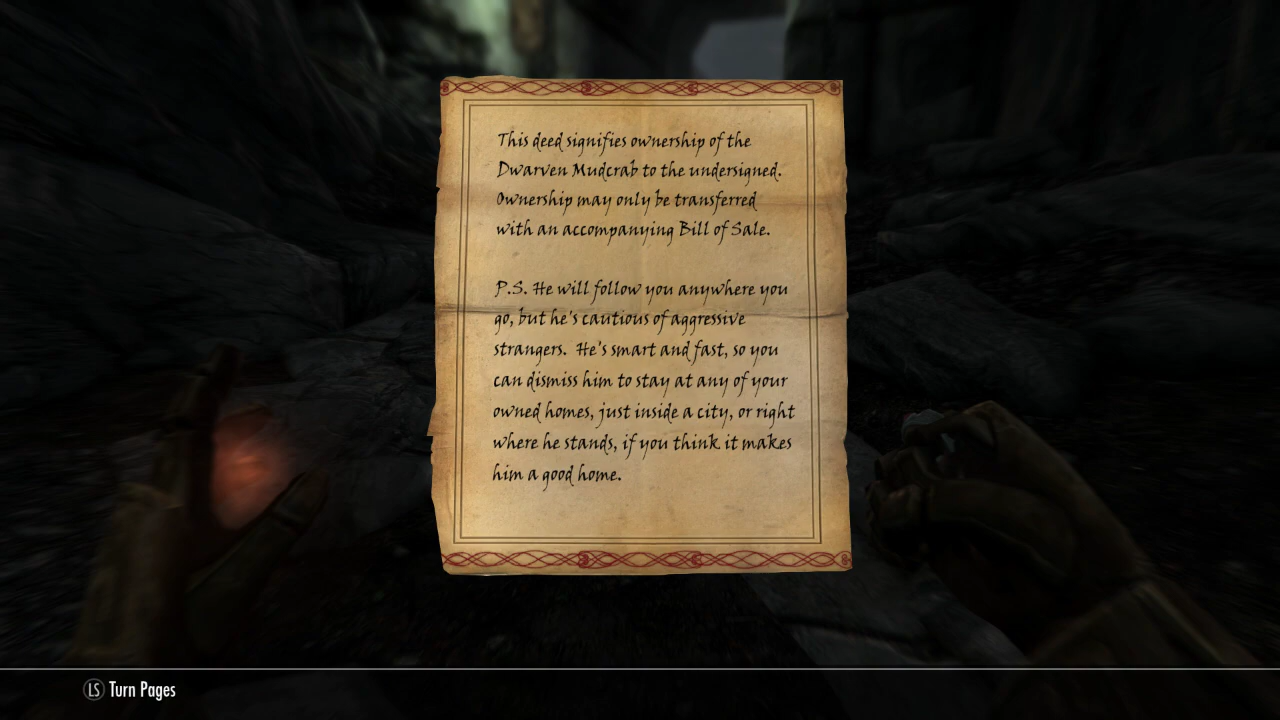 This deed signifies ownership of the
Dwarven Mudcrab to the undersigned.
Ownership may only be transferred
with an accompanying Bill of Sale.
P.S. He will follow you anywhere you
go, but he's cautious of aggressive
strangers.  He's smart and fast, so you
can dismiss him to stay at any of your
owned homes, just inside a city, or right
where he stands, if you think it makes
him a good home.
LS Turn Pages